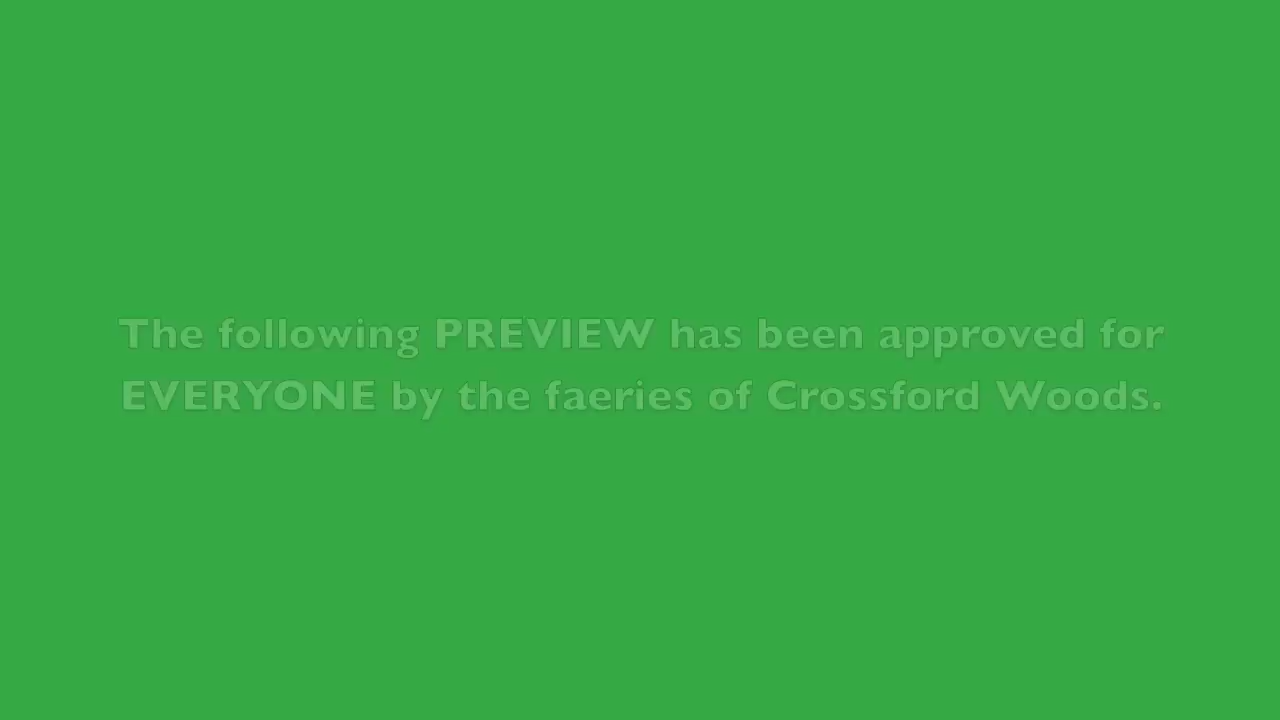 The following PREVIEW has been approved for
EVERYONE by the faeries of Crossford Woods.